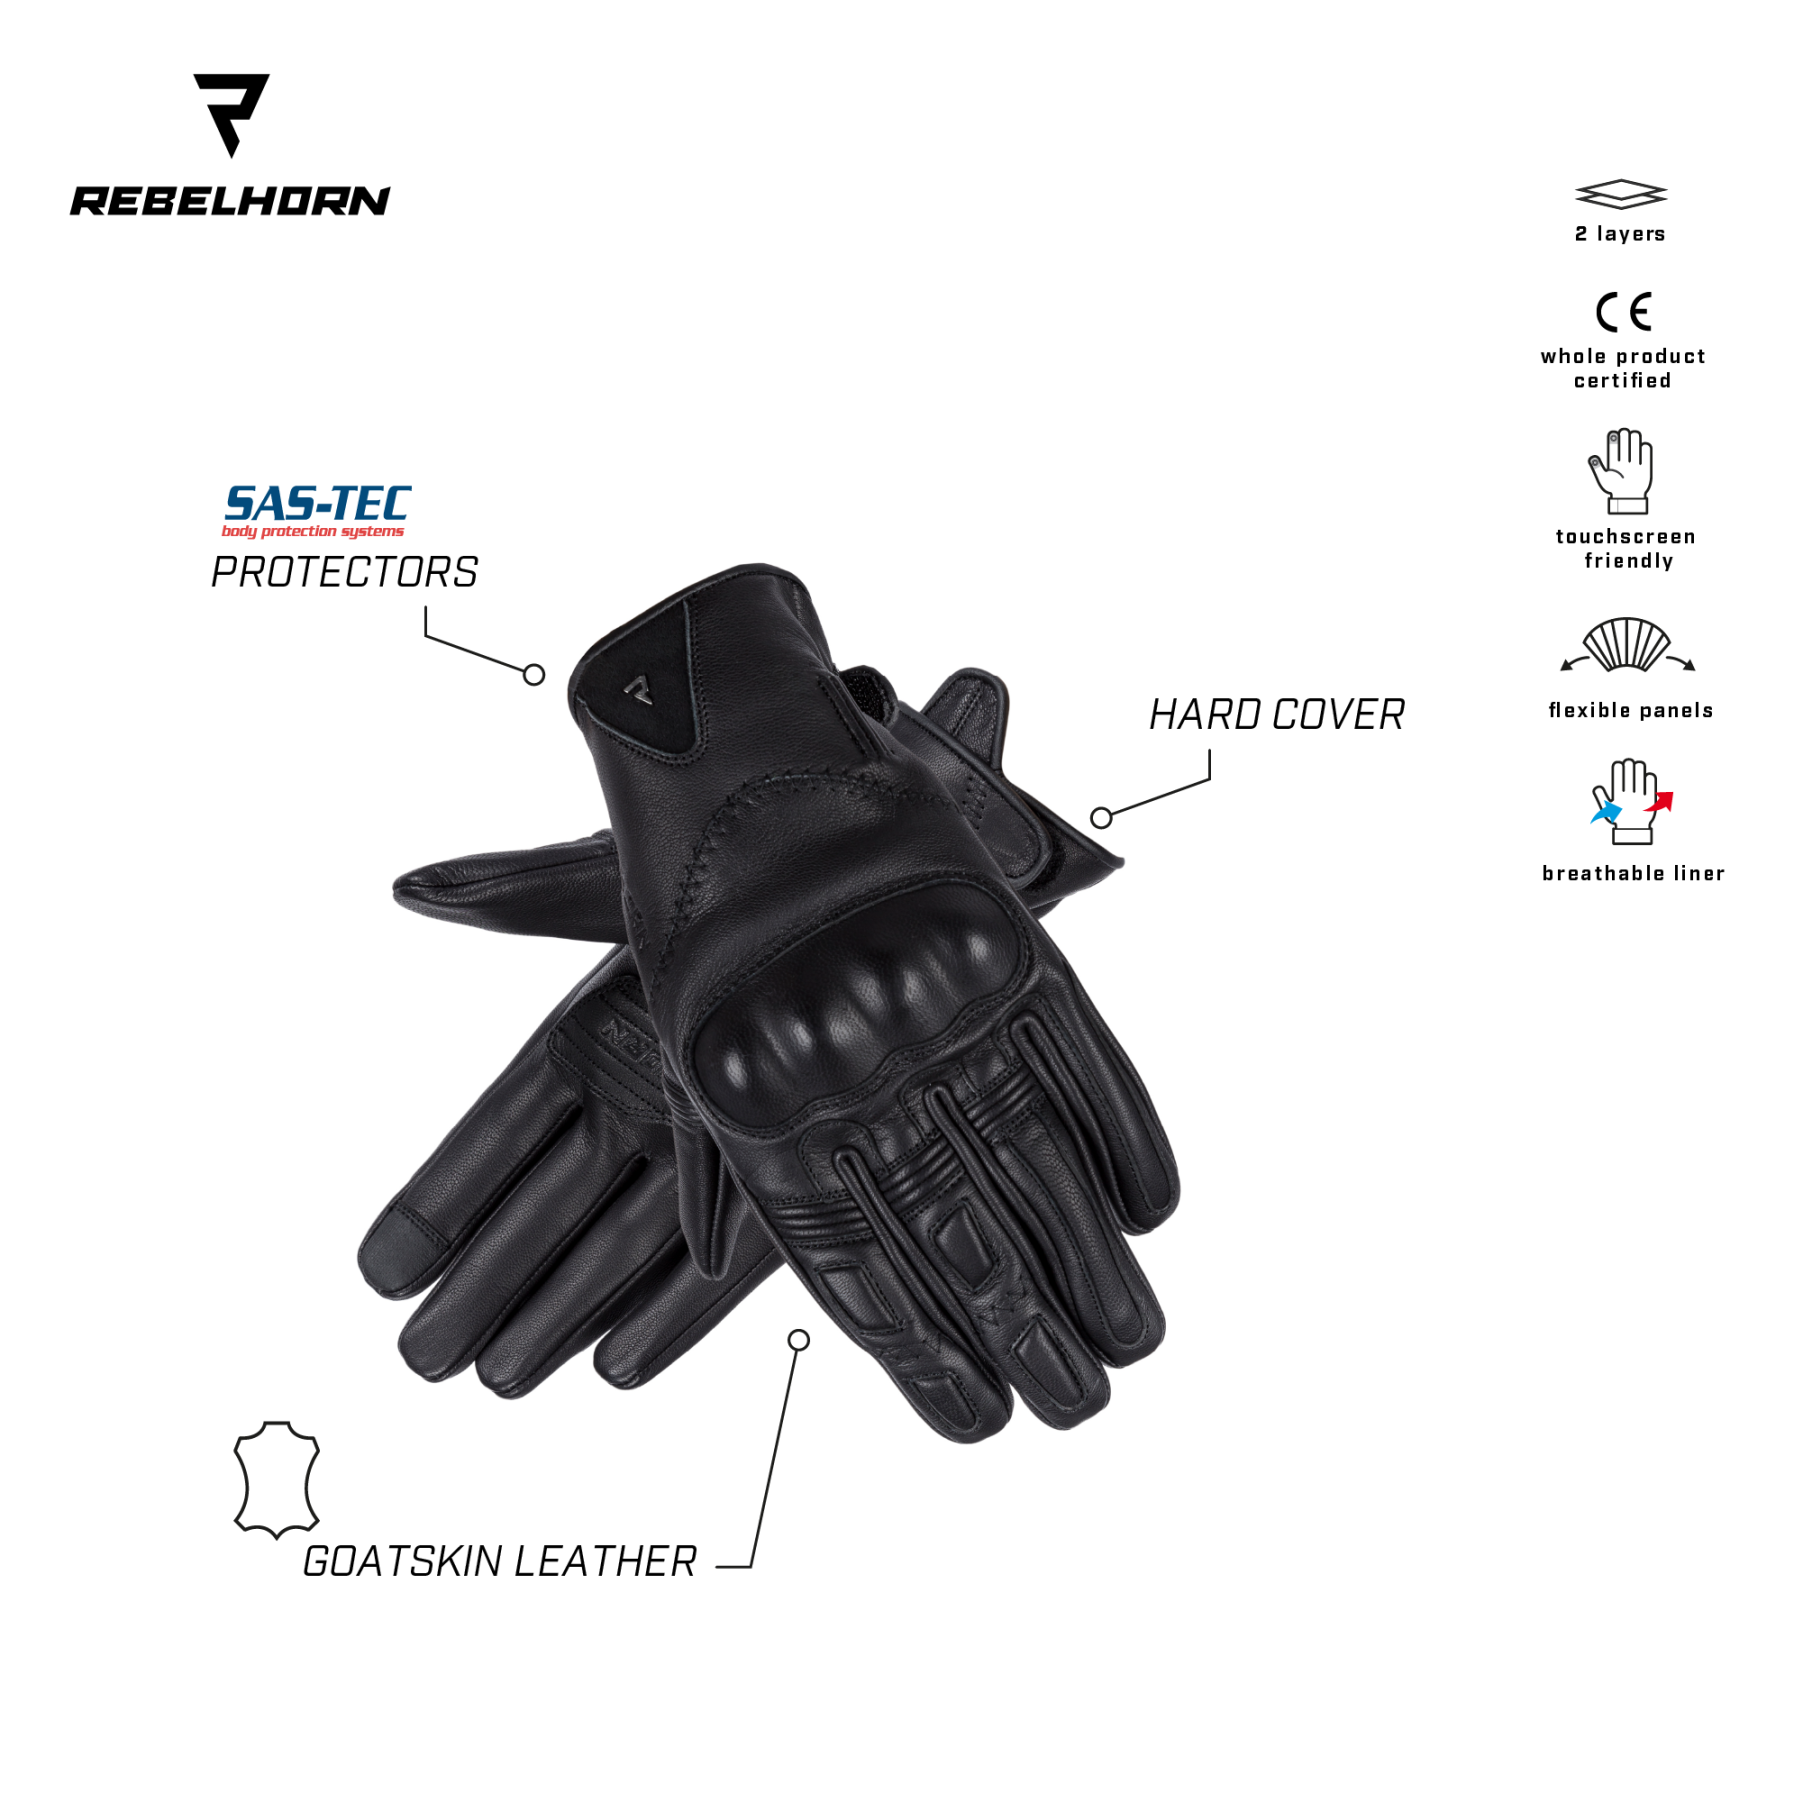 REBELHORN
2 layers
CE
whole product
certified
touchscreen
friendly
flexible panels
breathable liner
SAS-TEC
body protection systems
PROTECTORS
HARD COVER
GOATSKIN LEATHER